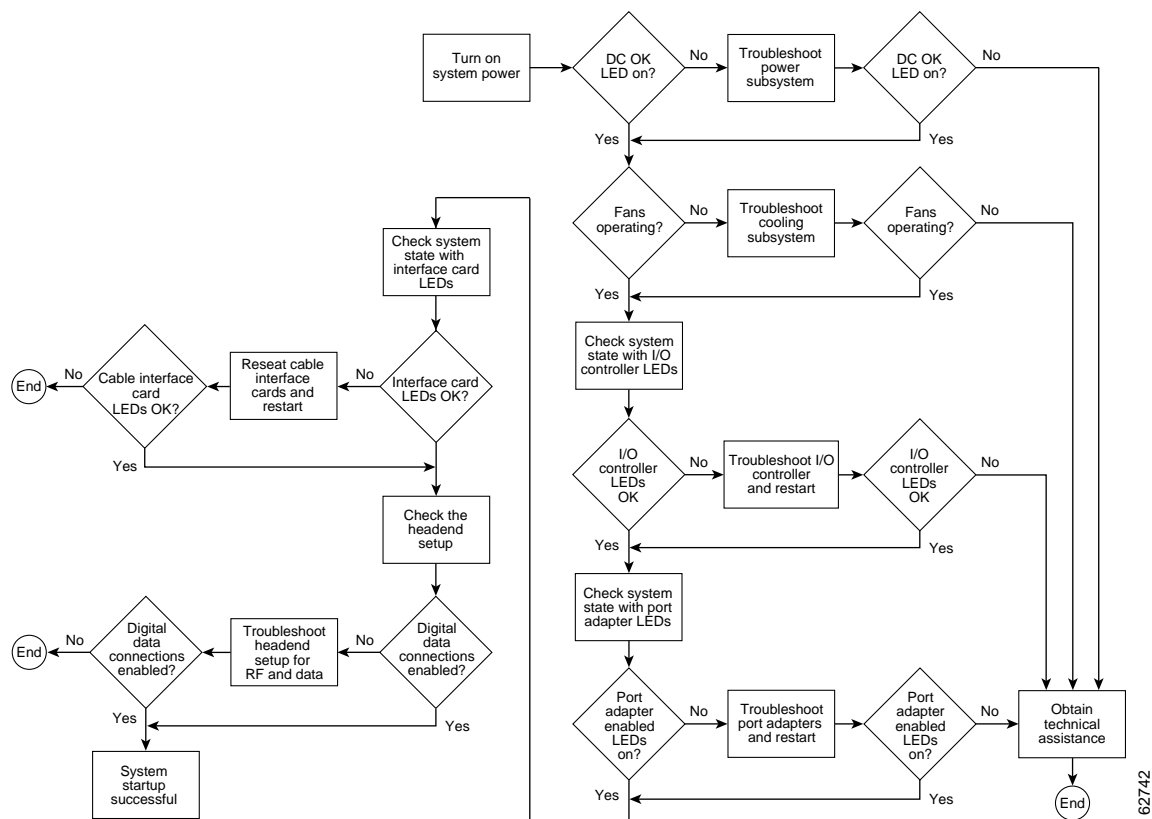 Turn on
system power
DC OK
LED on?
No
Troubleshoot
power
subsystem
DC OK
LED on?
No
Yes
Yes
Fans
operating?
No
Troubleshoot
cooling
subsystem
Fans
operating?
No
Yes
Yes
Check system
state with I/O
controller LEDs
I/O
controller
LEDs
OK
No
Troubleshoot I/O
controller
and restart
I/O
controller
LEDs
OK
No
Yes
Yes
Check system
state with port
adapter LEDs
Port
adapter
enabled
LEDs
on?
No
Troubleshoot
port adapters
and restart
Port
adapter
enabled
LEDs
on?
No
Obtain
technical
assistance
End
Yes
Yes
Check system
state with
interface card
LEDs
Interface card
LEDs OK?
No
Reseat cable
interface
cards and
restart
Cable interface
card
LEDs OK?
No
End
Yes
Check the
headend
setup
Digital
data
connections
enabled?
No
Troubleshoot
headend
setup for
RF and data
Digital
data
connections
enabled?
No
End
Yes
Yes
System
startup
successful
62742